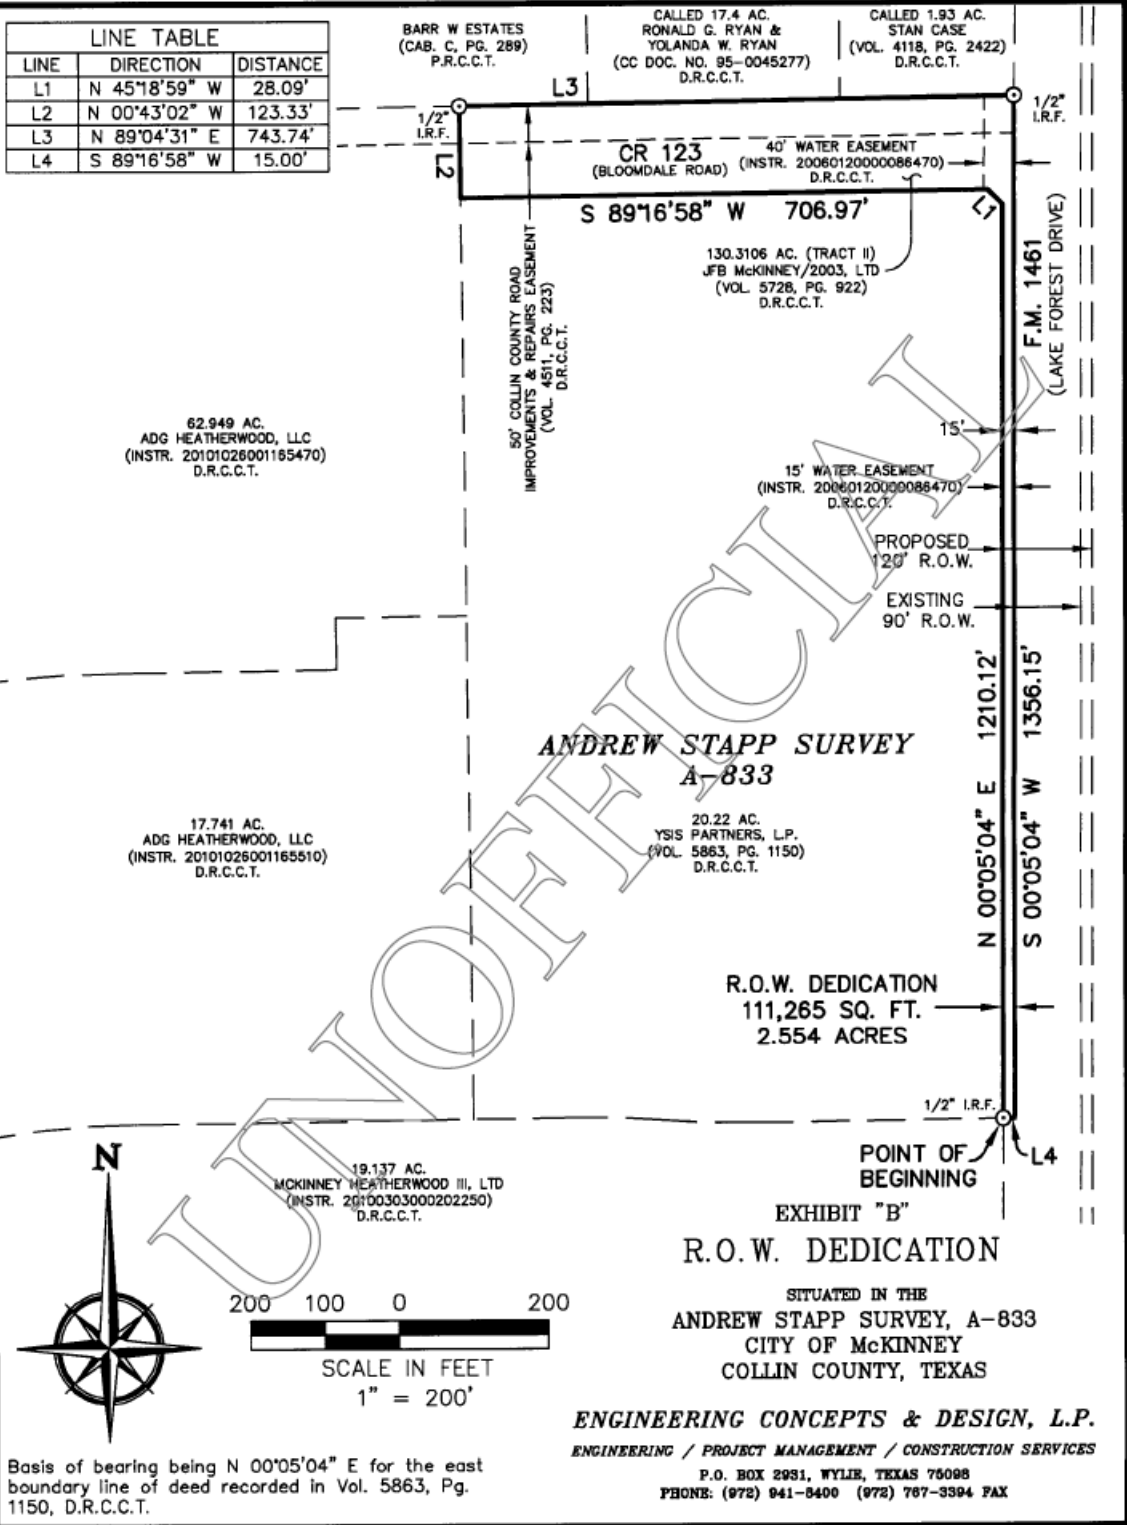 LINE TABLE
LINE DIRECTION DISTANCE
L1 N 45°18'59" W 28.09'
L2 N 00°43'02" W 123.33'
L3 N 89°04'31" E 743.74'
L4 S 89°16'58" W 15.00'
BARR W ESTATES
(CAB. C, PG. 289)
P.R.C.C.T.
CALLED 17.4 AC.
RONALD G. RYAN &
YOLANDA W. RYAN
(CC DOC. NO. 95-0045277)
D.R.C.C.T.
CALLED 1.93 AC.
STAN CASE
(VOL. 4118, PG. 2422)
D.R.C.C.T.
L3
1/2"
I.R.F.
1/2"
I.R.F.
L2
CR 123
(BLOOMDALE ROAD)
40' WATER EASEMENT
(INSTR. 20060120000086470)
D.R.C.C.T.
S 89°16'58" W 706.97'
L1
130.3106 AC. (TRACT II)
JFB McKINNEY/2003, LTD
(VOL. 5728, PG. 922)
D.R.C.C.T.
50' COLLIN COUNTY ROAD
IMPROVEMENTS & REPAIRS EASEMENT
(VOL. 4511, PG. 223)
D.R.C.C.T.
F.M. 1461
(LAKE FOREST DRIVE)
62.949 AC.
ADG HEATHERWOOD, LLC
(INSTR. 20101026001165470)
D.R.C.C.T.
15'
15' WATER EASEMENT
(INSTR. 20060120000086470)
D.R.C.C.T.
PROPOSED
120' R.O.W.
EXISTING
90' R.O.W.
N 00°05'04" E 1210.12'
S 00°05'04" W 1356.15'
ANDREW STAPP SURVEY
A-833
20.22 AC.
YSIS PARTNERS, L.P.
(VOL. 5863, PG. 1150)
D.R.C.C.T.
17.741 AC.
ADG HEATHERWOOD, LLC
(INSTR. 20101026001165510)
D.R.C.C.T.
R.O.W. DEDICATION
111,265 SQ. FT.
2.554 ACRES
UNOFFICIAL
1/2" I.R.F.
POINT OF
BEGINNING
L4
19.137 AC.
MCKINNEY HEATHERWOOD III, LTD
(INSTR. 20100303000202250)
D.R.C.C.T.
N
EXHIBIT "B"
R.O.W. DEDICATION
SITUATED IN THE
ANDREW STAPP SURVEY, A-833
CITY OF McKINNEY
COLLIN COUNTY, TEXAS
200 100 0 200
SCALE IN FEET
1" = 200'
ENGINEERING CONCEPTS & DESIGN, L.P.
ENGINEERING / PROJECT MANAGEMENT / CONSTRUCTION SERVICES
P.O. BOX 2931, WYLIE, TEXAS 75098
PHONE: (972) 941-8400 (972) 767-3394 FAX
Basis of bearing being N 00°05'04" E for the east
boundary line of deed recorded in Vol. 5863, Pg.
1150, D.R.C.C.T.